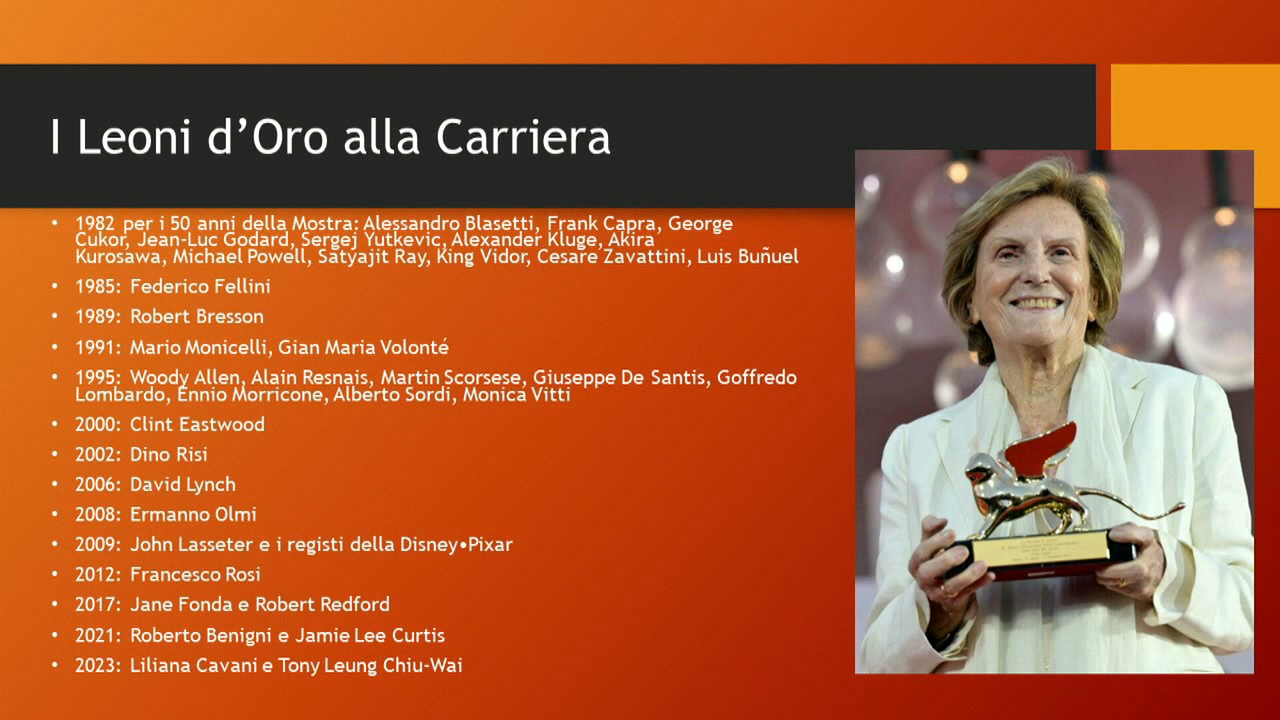 I Leoni d’Oro alla Carriera
• 1982 per i 50 anni della Mostra: Alessandro Blasetti, Frank Capra, George
Cukor, Jean-Luc Godard, Sergej Yutkevic, Alexander Kluge, Akira
Kurosawa, Michael Powell, Satyajit Ray, King Vidor, Cesare Zavattini, Luis Buñuel
• 1985: Federico Fellini
• 1989: Robert Bresson
• 1991: Mario Monicelli, Gian Maria Volonté
• 1995: Woody Allen, Alain Resnais, Martin Scorsese, Giuseppe De Santis, Goffredo
Lombardo, Ennio Morricone, Alberto Sordi, Monica Vitti
• 2000: Clint Eastwood
• 2002: Dino Risi
• 2006: David Lynch
• 2008: Ermanno Olmi
• 2009: John Lasseter e i registi della Disney•Pixar
• 2012: Francesco Rosi
• 2017: Jane Fonda e Robert Redford
• 2021: Roberto Benigni e Jamie Lee Curtis
• 2023: Liliana Cavani e Tony Leung Chiu-Wai